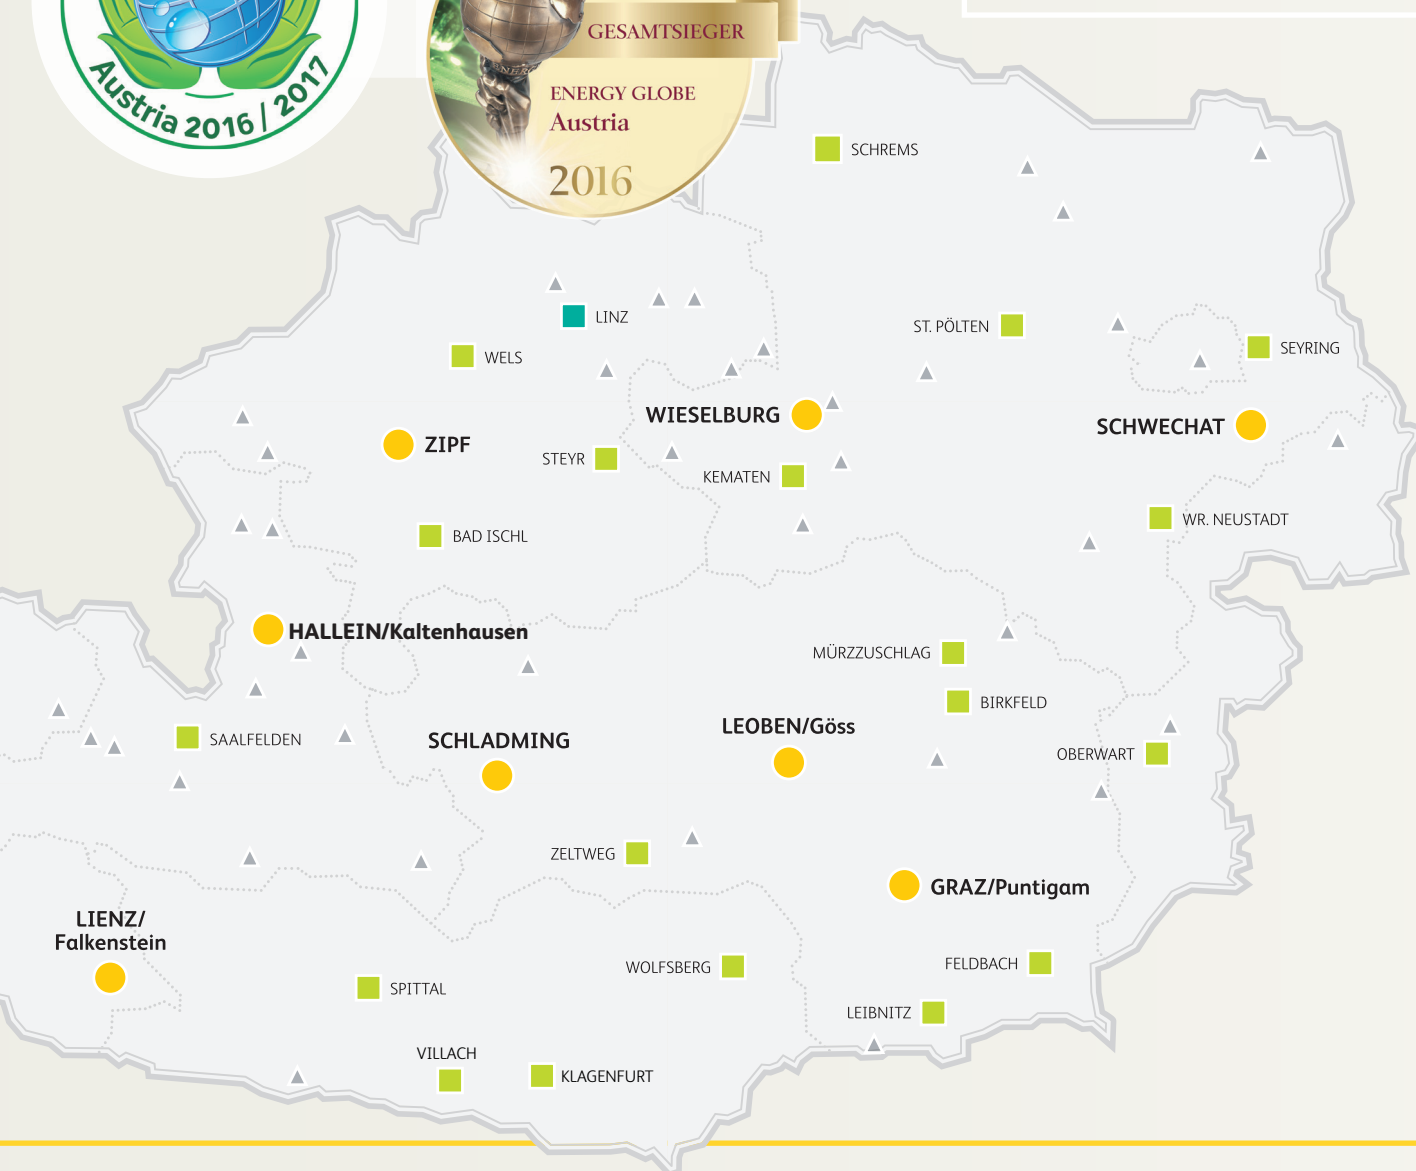 Austria 2016 / 2017
GESAMTSIEGER
ENERGY GLOBE
Austria
2016
SCHREMS
LINZ
ST. PÖLTEN
SEYRING
WELS
WIESELBURG
SCHWECHAT
ZIPF
STEYR
KEMATEN
WR. NEUSTADT
BAD ISCHL
HALLEIN/Kaltenhausen
MÜRZZUSCHLAG
BIRKFELD
LEOBEN/Göss
SAALFELDEN
SCHLADMING
OBERWART
ZELTWEG
GRAZ/Puntigam
LIENZ/
Falkenstein
WOLFSBERG
FELDBACH
SPITTAL
LEIBNITZ
VILLACH
KLAGENFURT